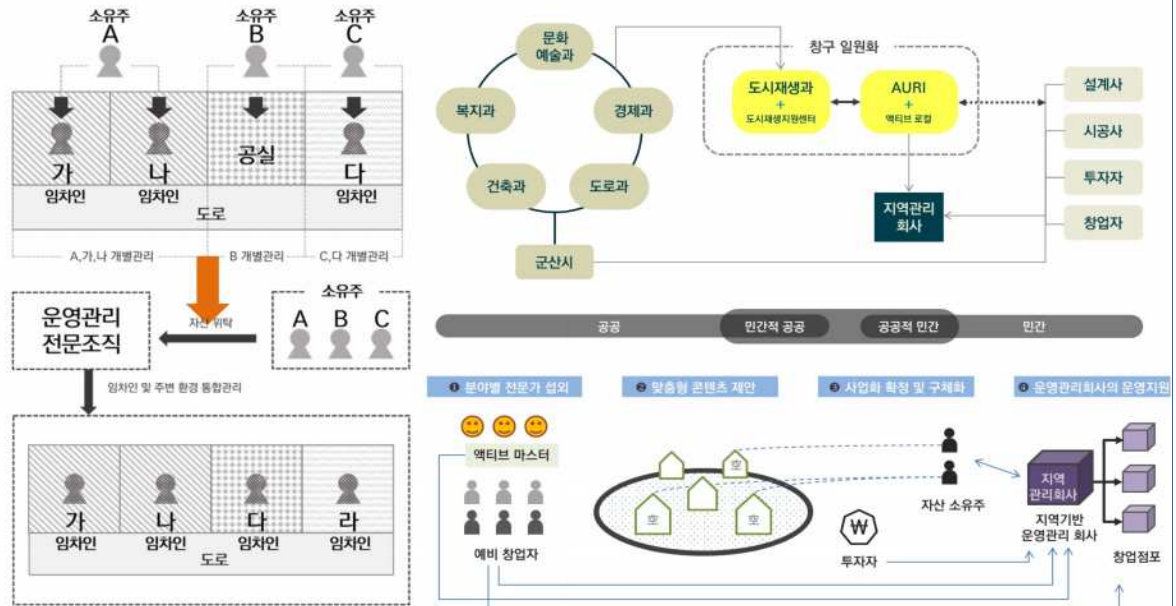 소유주
A
소유주
B
소유주
C
가
나
공실
다
임차인
임차인
임차인
도로
A,가,나 개별관리
B 개별관리
C,다 개별관리
운영관리
전문조직
자산 위탁
소유주
A B C
임차인 및 주변 환경 통합관리
가
나
다
라
임차인
임차인
임차인
임차인
도로
문화
예술과
복지과
경제과
건축과
도로과
군산시
창구 일원화
도시재생과
+
도시재생지원센터
AURI
+
액티브 로컬
지역관리
회사
설계사
시공사
투자자
창업자
공공
민간적 공공
공공적 민간
민간
❶ 분야별 전문가 섭외
❷ 맞춤형 콘텐츠 제안
❸ 사업화 확정 및 구체화
❹ 운영관리회사의 운영지원
액티브 마스터
예비 창업자
空
空
空
자산 소유주
₩
투자자
지역
관리회사
지역기반
운영관리 회사
창업점포